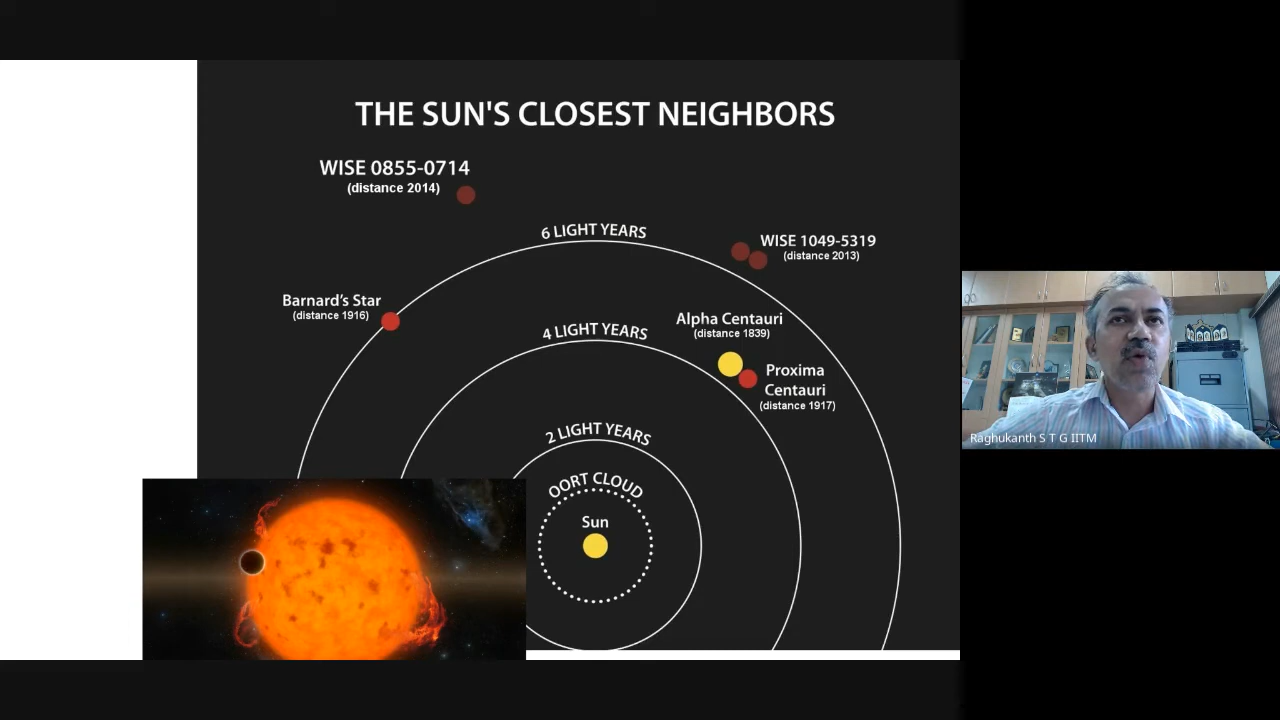 THE SUN'S CLOSEST NEIGHBORS
WISE 0855-0714
(distance 2014)
6 LIGHT YEARS
WISE 1049-5319
(distance 2013)
Barnard's Star
(distance 1916)
Alpha Centauri
(distance 1839)
4 LIGHT YEARS
Proxima
Centauri
(distance 1917)
2 LIGHT YEARS
OORT CLOUD
Sun
Raghukanth S T G IITM